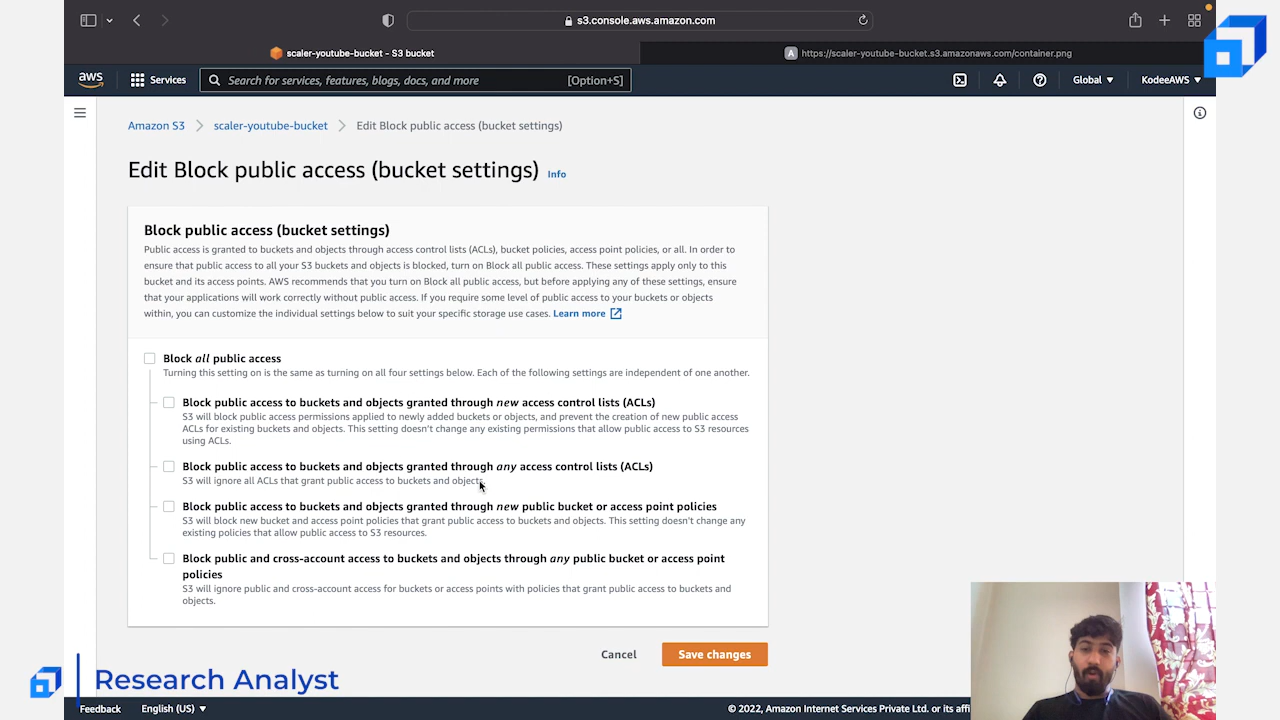 s3.console.aws.amazon.com
scaler-youtube-bucket - S3 bucket
A https://scaler-youtube-bucket.s3.amazonaws.com/container.png
aws Services Search for services, features, blogs, docs, and more [Option+S] Global KodeeAWS
Amazon S3 scaler-youtube-bucket Edit Block public access (bucket settings)
Edit Block public access (bucket settings) Info
Block public access (bucket settings)
Public access is granted to buckets and objects through access control lists (ACLs), bucket policies, access point policies, or all. In order to
ensure that public access to all your S3 buckets and objects is blocked, turn on Block all public access. These settings apply only to this
bucket and its access points. AWS recommends that you turn on Block all public access, but before applying any of these settings, ensure
that your applications will work correctly without public access. If you require some level of public access to your buckets or objects
within, you can customize the individual settings below to suit your specific storage use cases. Learn more
Block all public access
Turning this setting on is the same as turning on all four settings below. Each of the following settings are independent of one another.
Block public access to buckets and objects granted through new access control lists (ACLs)
S3 will block public access permissions applied to newly added buckets or objects, and prevent the creation of new public access
ACLs for existing buckets and objects. This setting doesn't change any existing permissions that allow public access to S3 resources
using ACLs.
Block public access to buckets and objects granted through any access control lists (ACLs)
S3 will ignore all ACLs that grant public access to buckets and objects.
Block public access to buckets and objects granted through new public bucket or access point policies
S3 will block new bucket and access point policies that grant public access to buckets and objects. This setting doesn't change any
existing policies that allow public access to S3 resources.
Block public and cross-account access to buckets and objects through any public bucket or access point
policies
S3 will ignore public and cross-account access for buckets or access points with policies that grant public access to buckets and
objects.
Cancel Save changes
Research Analyst
Feedback English (US) © 2022, Amazon Internet Services Private Ltd. or its affi